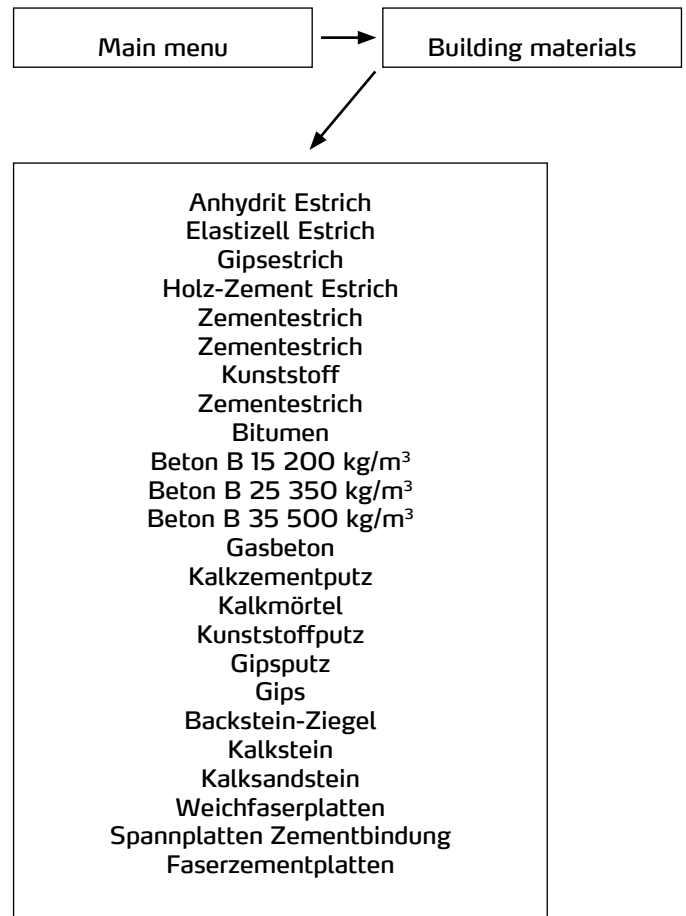 Main menu
Building materials
Anhydrit Estrich
Elastizell Estrich
Gipsestrich
Holz-Zement Estrich
Zementestrich
Zementestrich
Kunststoff
Zementestrich
Bitumen
Beton B 15 200 kg/m³
Beton B 25 350 kg/m³
Beton B 35 500 kg/m³
Gasbeton
Kalkzementputz
Kalkmörtel
Kunststoffputz
Gipsputz
Gips
Backstein-Ziegel
Kalkstein
Kalksandstein
Weichfaserplatten
Spannplatten Zementbindung
Faserzementplatten